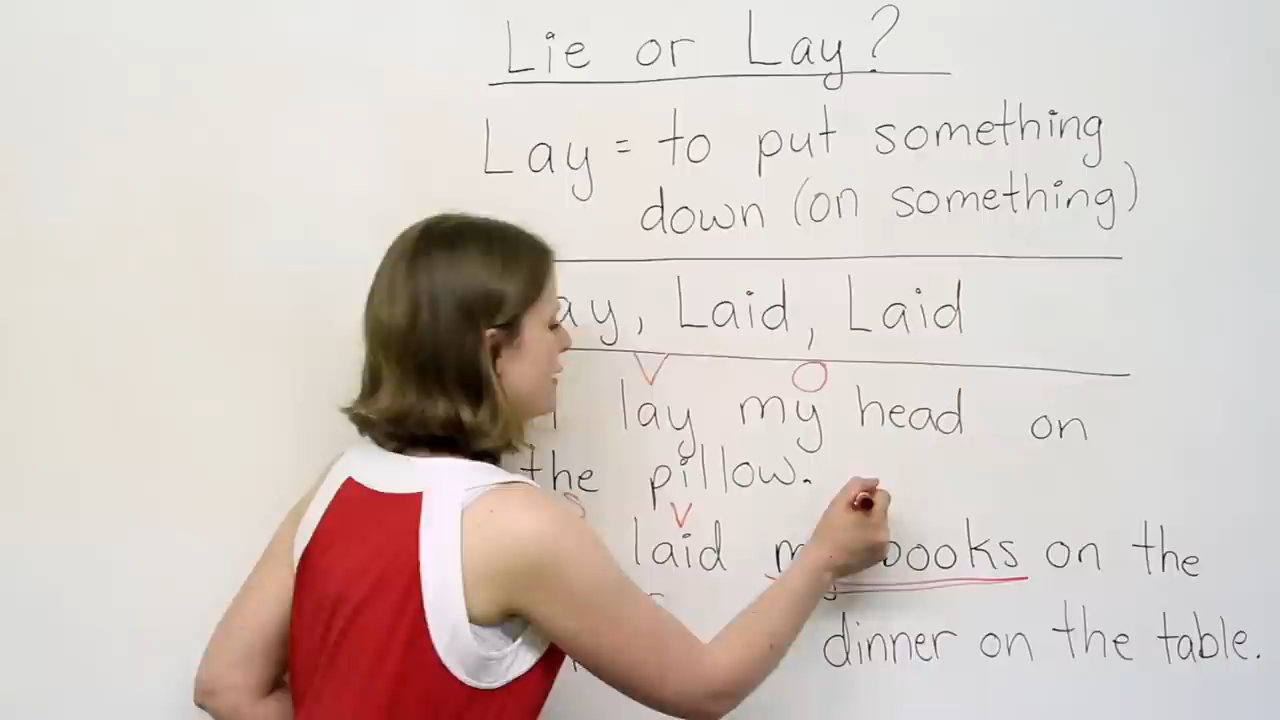 Lie or Lay?
Lay = to put something
down (on something)
ay, Laid, Laid
V O
lay my head on
the pillow.
S V
laid books on the
dinner on the table.